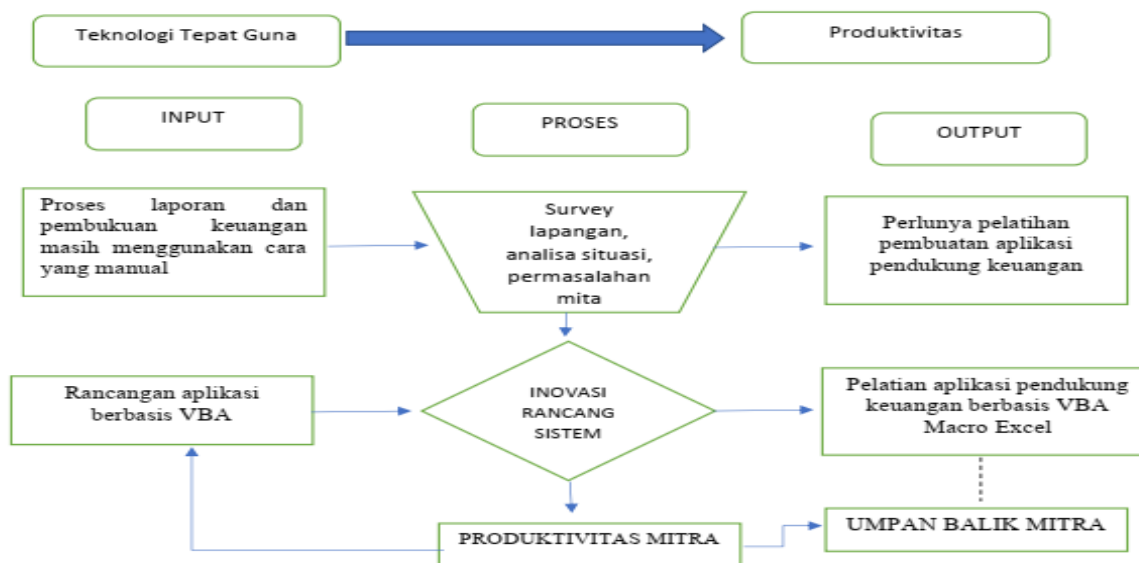 Teknologi Tepat Guna
Produktivitas
INPUT
PROSES
OUTPUT
Proses laporan dan
pembukuan keuangan
masih menggunakan cara
yang manual
Survey
lapangan,
analisa situasi,
permasalahan
mita
Perlunya pelatihan
pembuatan aplikasi
pendukung keuangan
Rancangan aplikasi
berbasis VBA
INOVASI
RANCANG
SISTEM
Pelatian aplikasi pendukung
keuangan berbasis VBA
Macro Excel
PRODUKTIVITAS MITRA
UMPAN BALIK MITRA